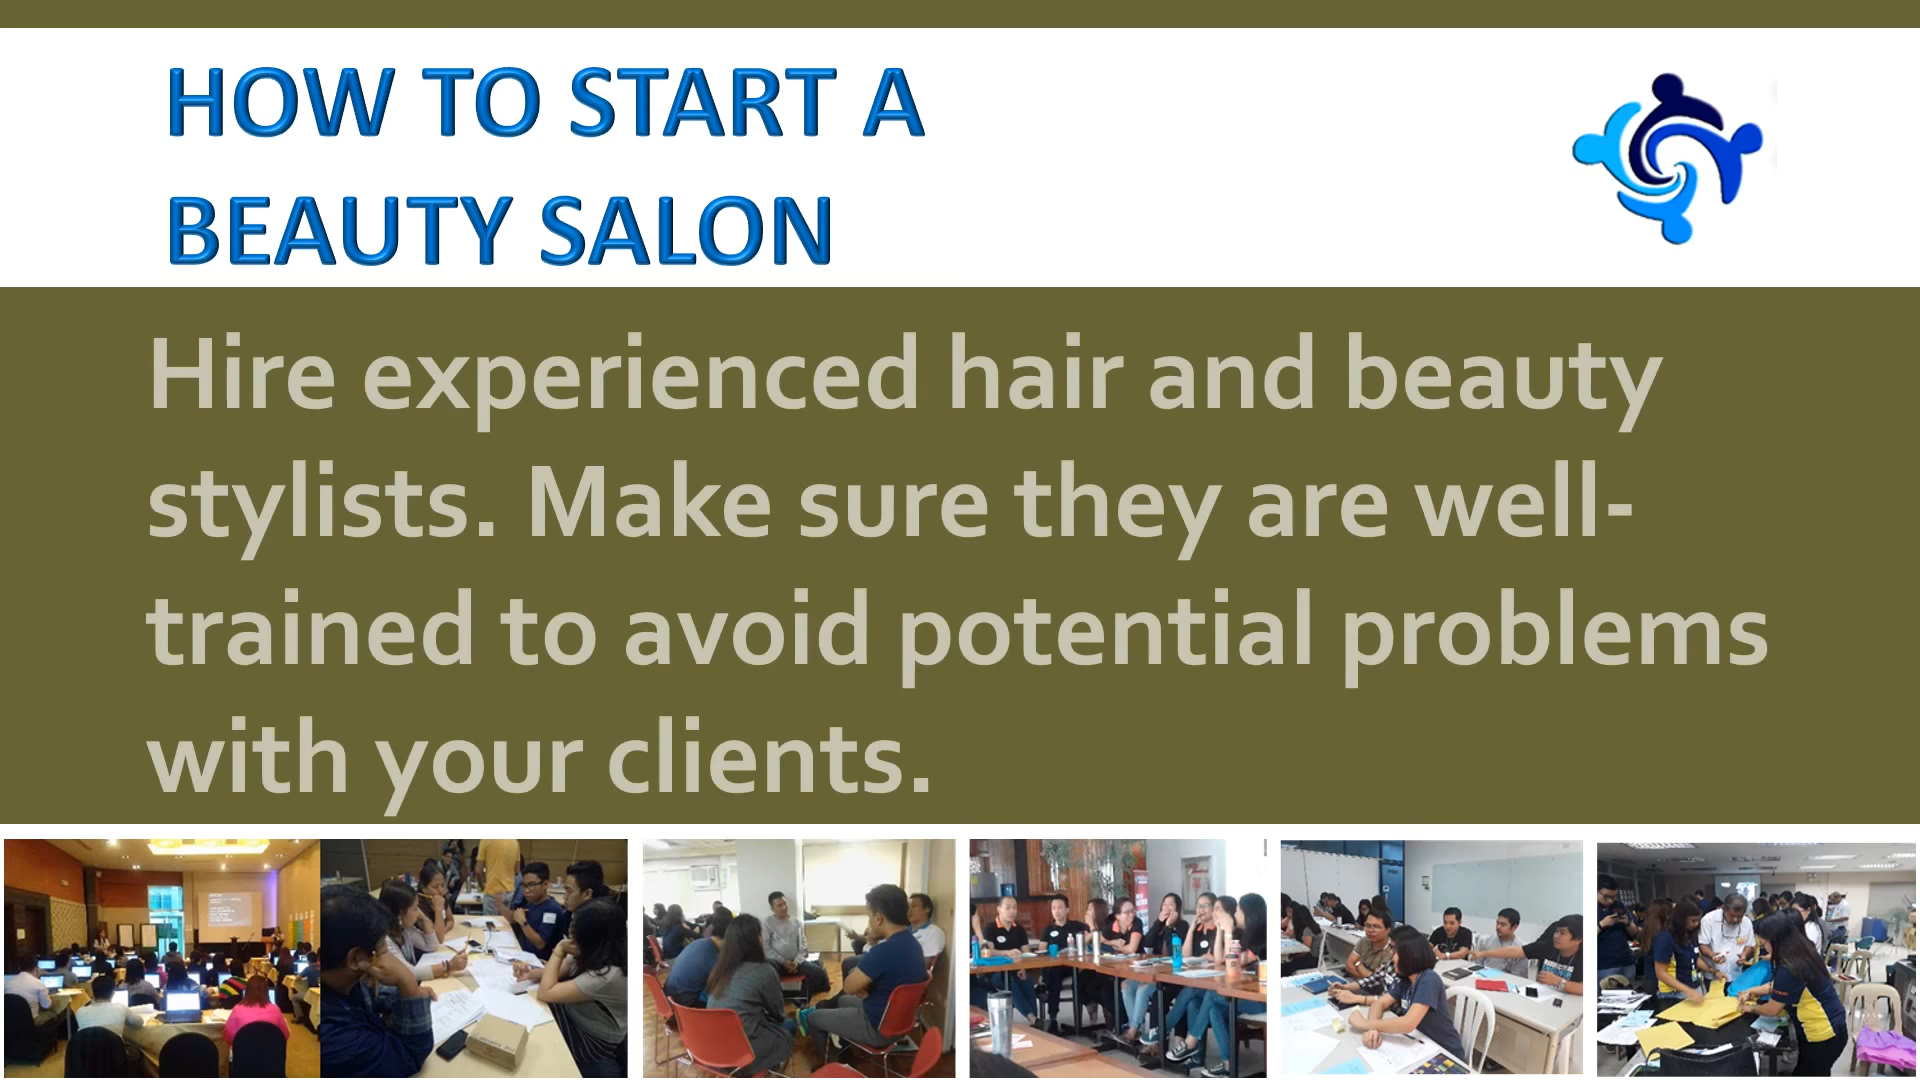 HOW TO START A
BEAUTY SALON
Hire experienced hair and beauty
stylists. Make sure they are well-
trained to avoid potential problems
with your clients.